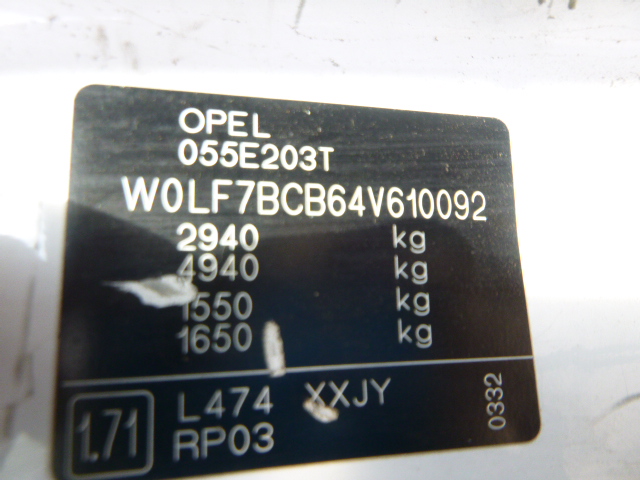 OPEL
055E203T
W0LF7BCB64V610092
2940 kg
4940 kg
1550 kg
1650 kg
1.71 L474 XXJY
RP03
0332